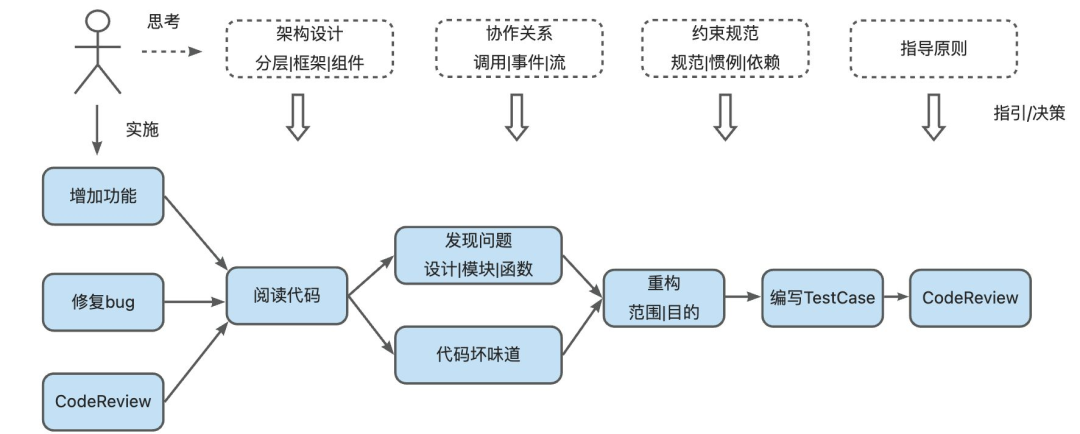 思考
架构设计
分层|框架|组件
协作关系
调用|事件|流
约束规范
规范|惯例|依赖
指导原则
实施
指引/决策
增加功能
修复bug
CodeReview
阅读代码
发现问题
设计|模块|函数
代码坏味道
重构
范围|目的
编写TestCase
CodeReview